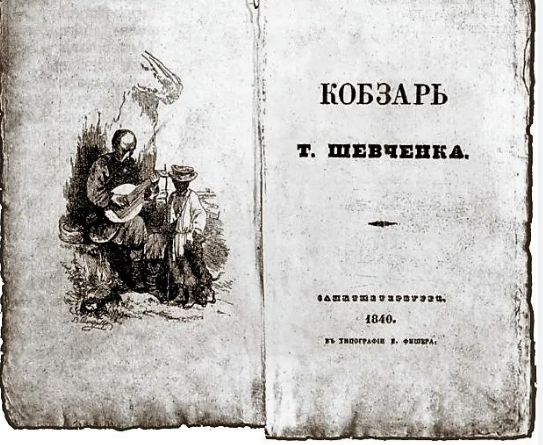 КОБЗАРЬ
Т. ШЕВЧЕНКА.
САНКТПЕТЕРБУРГЪ.
1840.
ВЪ ТИПОГРАФІИ Е. ФИШЕРА.